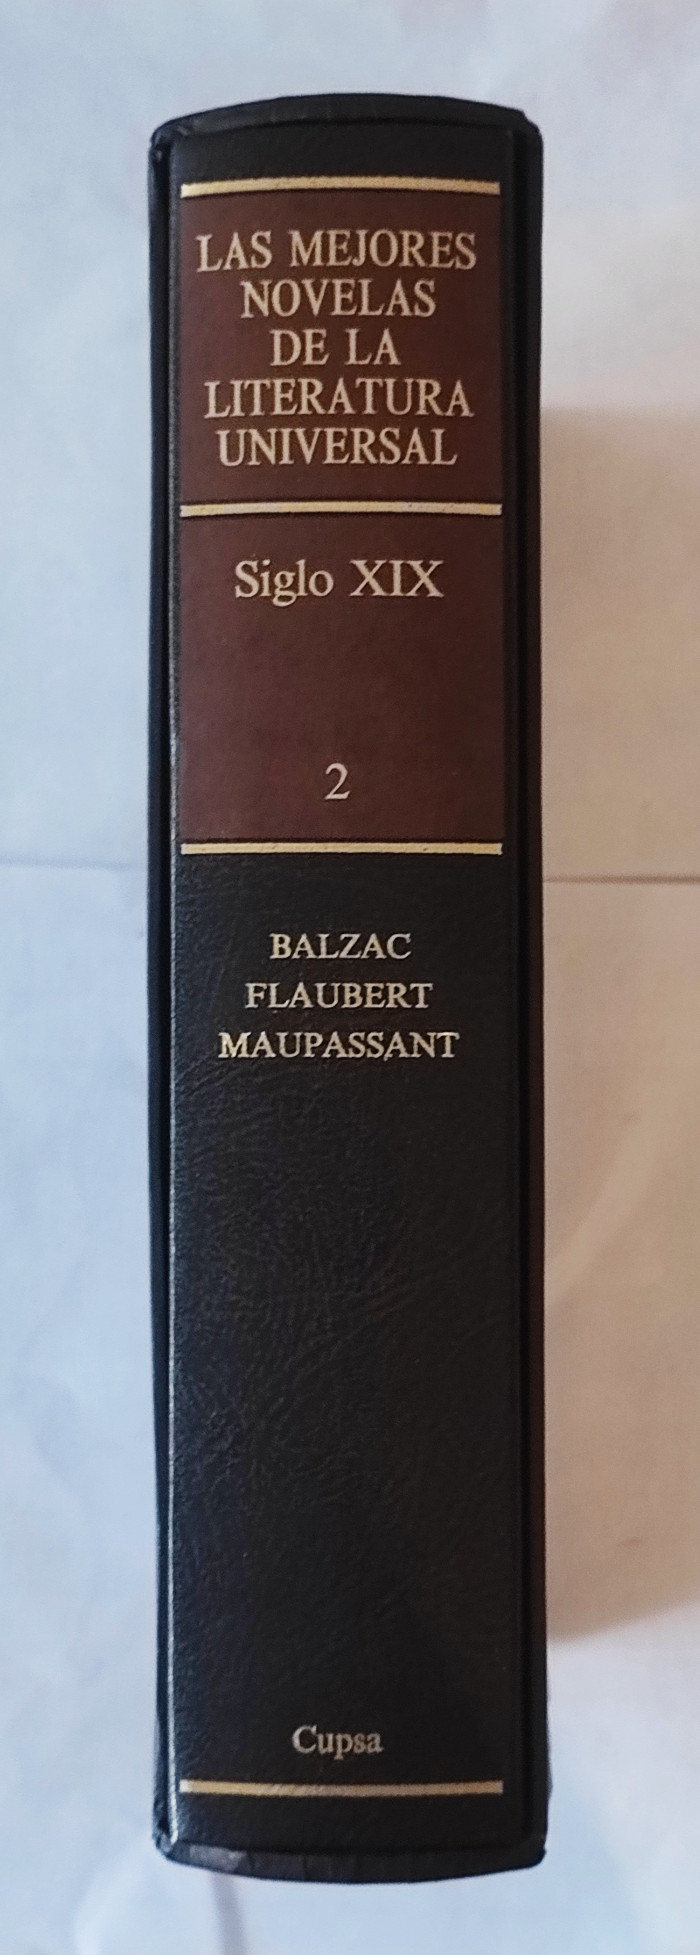 LAS MEJORES
NOVELAS
DE LA
LITERATURA
UNIVERSAL
Siglo XIX
2
BALZAC
FLAUBERT
MAUPASSANT
Cupsa